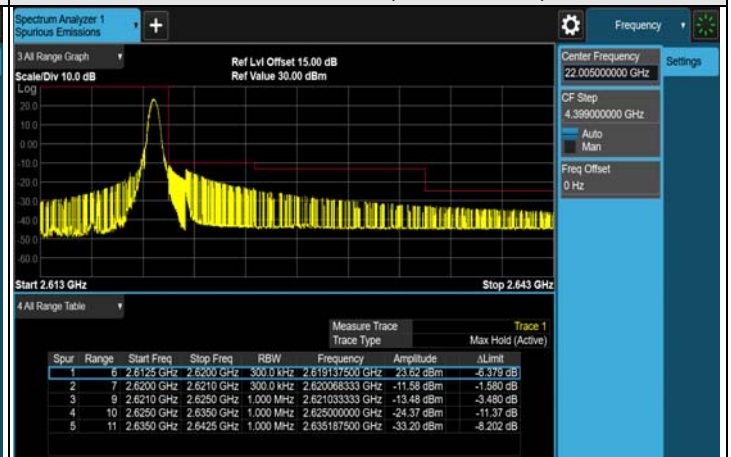 Spectrum Analyzer 1
Spurious Emissions
+
Frequency
3 All Range Graph
Ref Lvl Offset 15.00 dB
Scale/Div 10.0 dB
Ref Value 30.00 dBm
Log
20.0
10.0
0.00
-10.0
-20.0
-30.0
-40.0
-50.0
-60.0
Start 2.613 GHz
Stop 2.643 GHz
Center Frequency
22.005000000 GHz
Settings
CF Step
4.399000000 GHz
Auto
Man
Freq Offset
0 Hz
4 All Range Table
Measure Trace Trace 1
Trace Type Max Hold (Active)
Spur Range Start Freq Stop Freq RBW Frequency Amplitude ΔLimit
1 6 2.6125 GHz 2.6200 GHz 300.0 kHz 2.619137500 GHz 23.62 dBm -6.379 dB
2 7 2.6200 GHz 2.6210 GHz 300.0 kHz 2.620068333 GHz -11.58 dBm -1.580 dB
3 9 2.6210 GHz 2.6250 GHz 1.000 MHz 2.621033333 GHz -13.48 dBm -3.480 dB
4 10 2.6250 GHz 2.6350 GHz 1.000 MHz 2.625000000 GHz -24.37 dBm -11.37 dB
5 11 2.6350 GHz 2.6425 GHz 1.000 MHz 2.635187500 GHz -33.20 dBm -8.202 dB